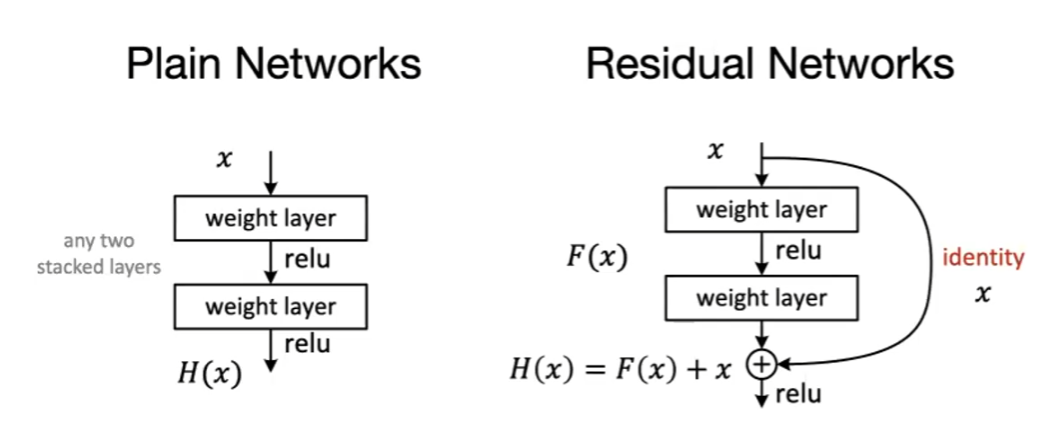 Plain Networks
x
weight layer
any two
stacked layers
relu
weight layer
relu
H(x)
Residual Networks
x
weight layer
F(x)
relu
identity
x
weight layer
H(x) = F(x) + x
+
relu